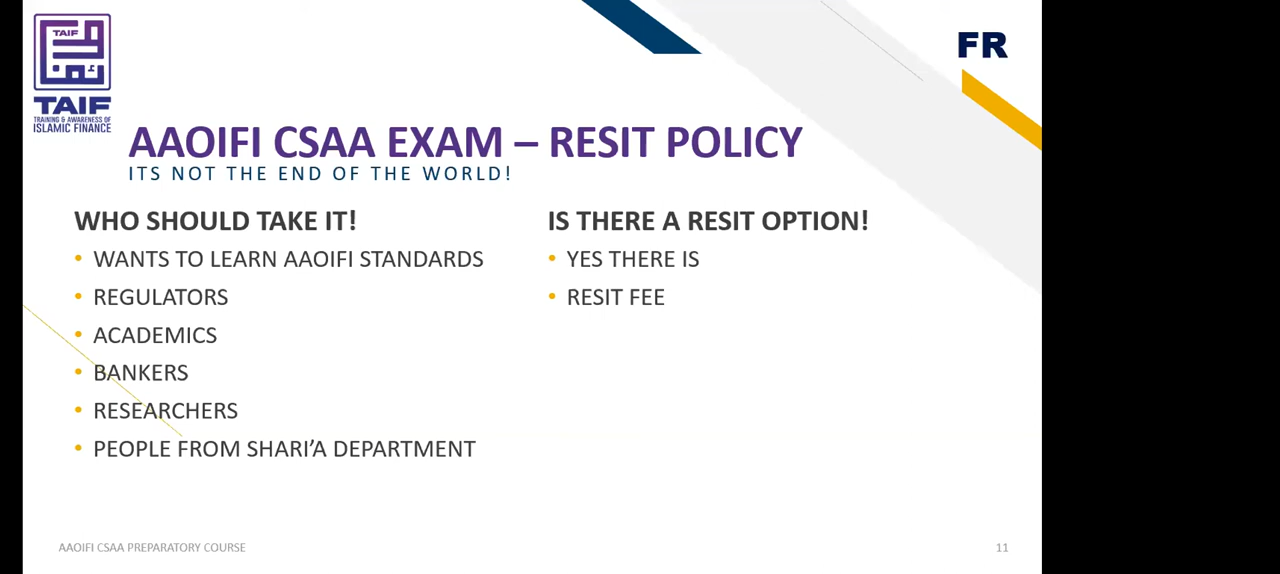 TAIF
TAIF
TRAINING & AWARENESS OF
ISLAMIC FINANCE
FR
AAOIFI CSAA EXAM – RESIT POLICY
ITS NOT THE END OF THE WORLD!
WHO SHOULD TAKE IT!
• WANTS TO LEARN AAOIFI STANDARDS
• REGULATORS
• ACADEMICS
• BANKERS
• RESEARCHERS
• PEOPLE FROM SHARI’A DEPARTMENT
IS THERE A RESIT OPTION!
• YES THERE IS
• RESIT FEE
AAOIFI CSAA PREPARATORY COURSE
11